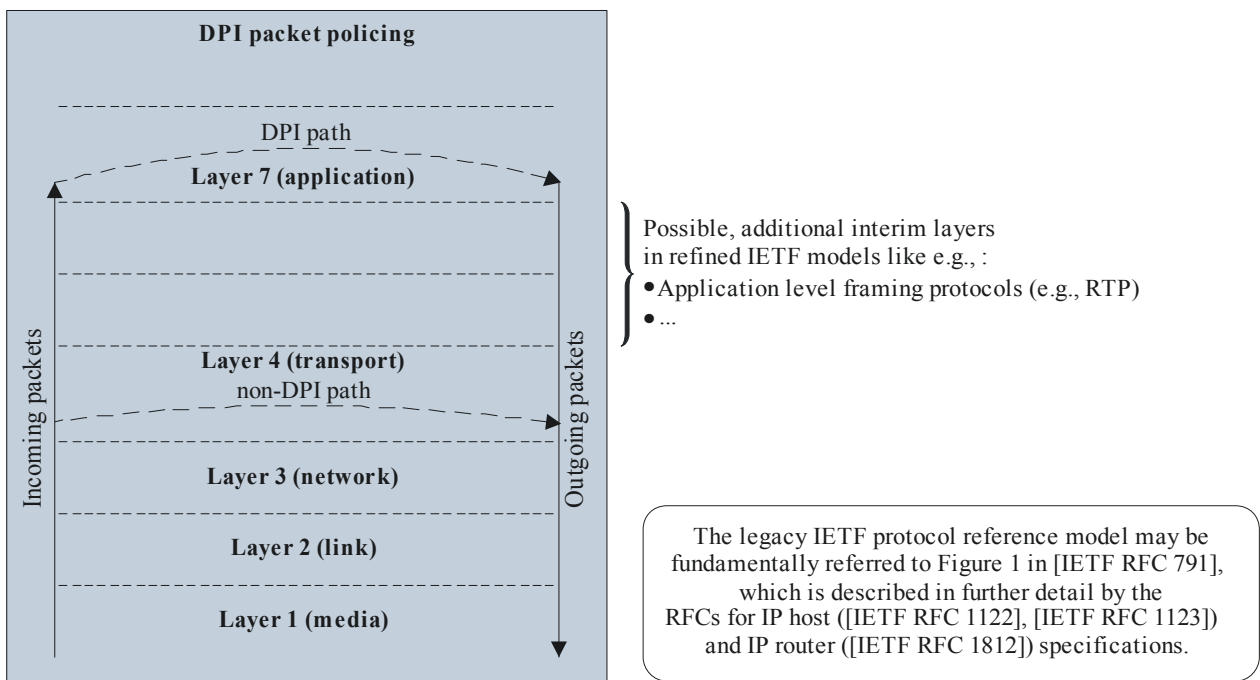 DPI packet policing
DPI path
Layer 7 (application)
Possible, additional interim layers
in refined IETF models like e.g., :
•Application level framing protocols (e.g., RTP)
•...
Layer 4 (transport)
non-DPI path
Incoming packets
Outgoing packets
Layer 3 (network)
Layer 2 (link)
Layer 1 (media)
The legacy IETF protocol reference model may be
fundamentally referred to Figure 1 in [IETF RFC 791],
which is described in further detail by the
RFCs for IP host ([IETF RFC 1122], [IETF RFC 1123])
and IP router ([IETF RFC 1812]) specifications.